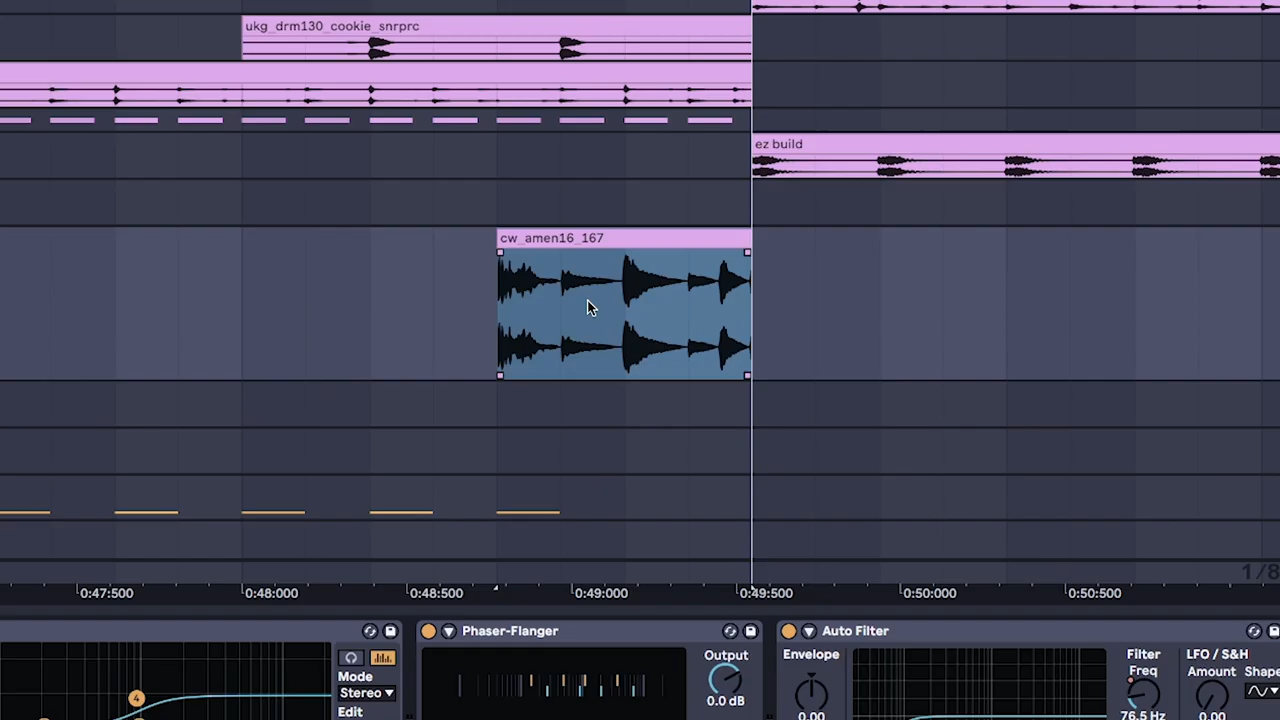 ukg_drm130_cookie_snrprc
ez build
cw_amen16_167
1/8
0:47:500 0:48:000 0:48:500 0:49:000 0:49:500 0:50:000 0:50:500
Phaser-Flanger
Auto Filter
Mode
Stereo
Edit
4
Output
0.0 dB
Envelope
0.00
Filter
Freq
76.5 Hz
LFO / S&H
Amount
0.00
Shape